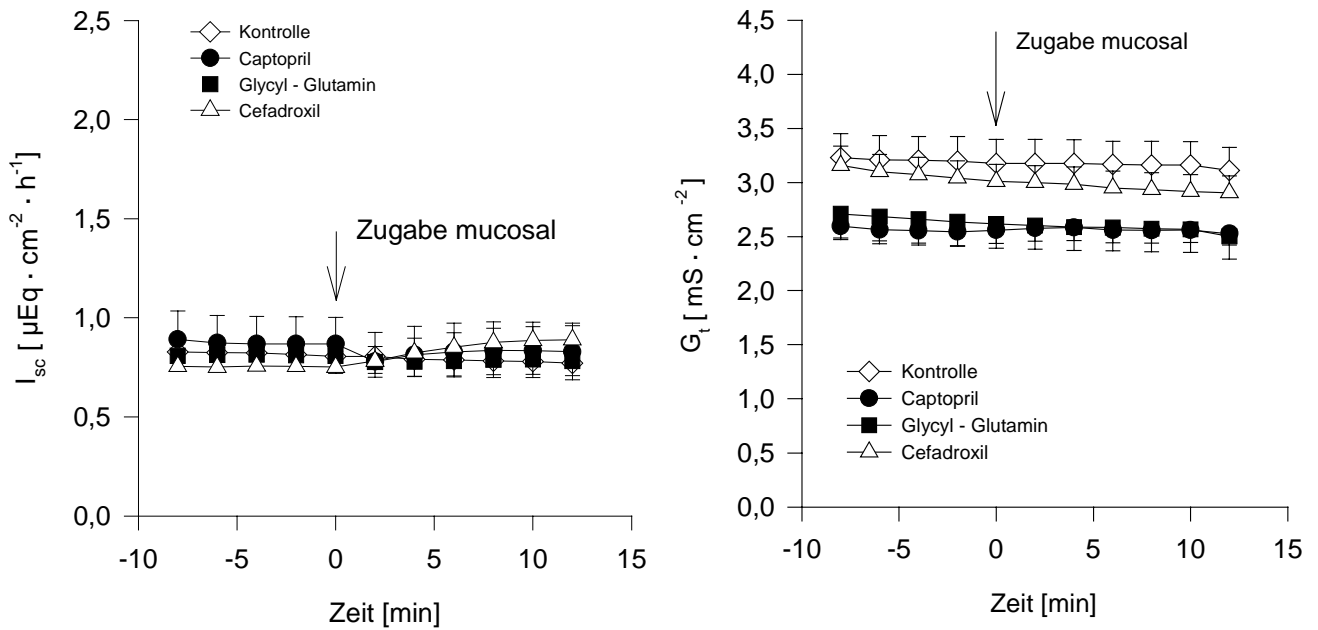 2,5
2,0
1,5
1,0
0,5
0,0
I_sc [ µEq · cm⁻² · h⁻¹]
Kontrolle
Captopril
Glycyl - Glutamin
Cefadroxil
Zugabe mucosal
-10 -5 0 5 10 15
Zeit [min]
4,5
4,0
3,5
3,0
2,5
2,0
1,5
1,0
0,5
0,0
G_t [ mS · cm⁻²]
Zugabe mucosal
Kontrolle
Captopril
Glycyl - Glutamin
Cefadroxil
-10 -5 0 5 10 15
Zeit [min]